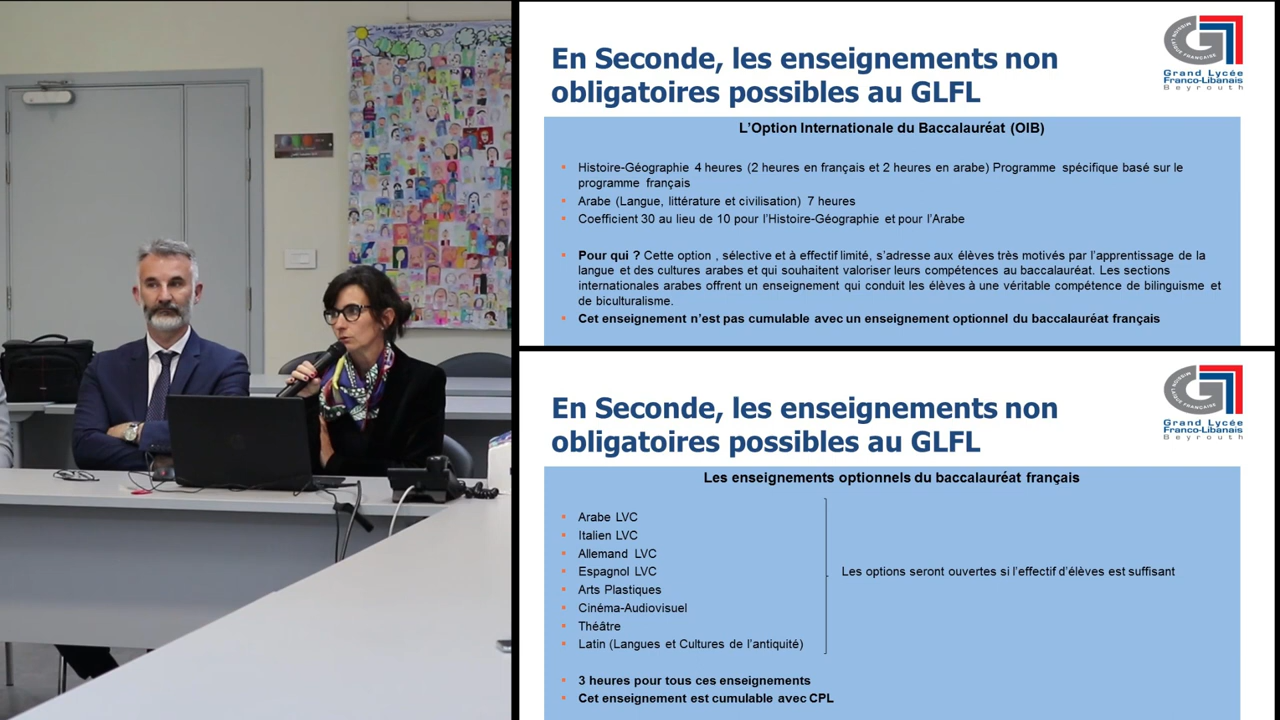 En Seconde, les enseignements non
obligatoires possibles au GLFL
MISSION LAÏQUE FRANÇAISE
Grand Lycée
Franco-Libanais
Beyrouth
L’Option Internationale du Baccalauréat (OIB)
Histoire-Géographie 4 heures (2 heures en français et 2 heures en arabe) Programme spécifique basé sur le
programme français
Arabe (Langue, littérature et civilisation) 7 heures
Coefficient 30 au lieu de 10 pour l’Histoire-Géographie et pour l’Arabe
Pour qui ? Cette option , sélective et à effectif limité, s’adresse aux élèves très motivés par l’apprentissage de la
langue et des cultures arabes et qui souhaitent valoriser leurs compétences au baccalauréat. Les sections
internationales arabes offrent un enseignement qui conduit les élèves à une véritable compétence de bilinguisme et
de biculturalisme.
Cet enseignement n’est pas cumulable avec un enseignement optionnel du baccalauréat français
En Seconde, les enseignements non
obligatoires possibles au GLFL
MISSION LAÏQUE FRANÇAISE
Grand Lycée
Franco-Libanais
Beyrouth
Les enseignements optionnels du baccalauréat français
Arabe LVC
Italien LVC
Allemand LVC
Espagnol LVC
Arts Plastiques
Cinéma-Audiovisuel
Théâtre
Latin (Langues et Cultures de l’antiquité)
Les options seront ouvertes si l’effectif d’élèves est suffisant
3 heures pour tous ces enseignements
Cet enseignement est cumulable avec CPL